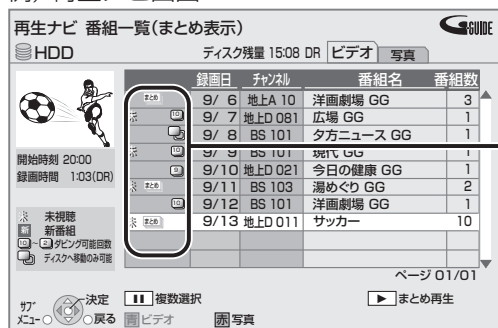 再生ナビ 番組一覧(まとめ表示) G-GUIDE
HDD ディスク残量 15:08 DR ビデオ 写真
録画日 チャンネル 番組名 番組数
まとめ 9/ 6 地上A 10 洋画劇場 GG 3
9/ 7 地上D 081 広場 GG 1
9/ 8 BS 101 夕方ニュース GG 1
9/ 9 BS 101 現代 GG 1
9/10 地上D 021 今日の健康 GG 1
まとめ 9/11 BS 103 湯めぐり GG 2
9/12 BS 101 洋画劇場 GG 1
まとめ 9/13 地上D 011 サッカー 10
開始時刻 20:00
録画時間 1:03(DR)
未視聴
新 新番組
10~2 ダビング可能回数
ディスクへ移動のみ可能
ページ 01/01
サブメニュー 決定 戻る
複数選択 まとめ再生
青 ビデオ 赤 写真